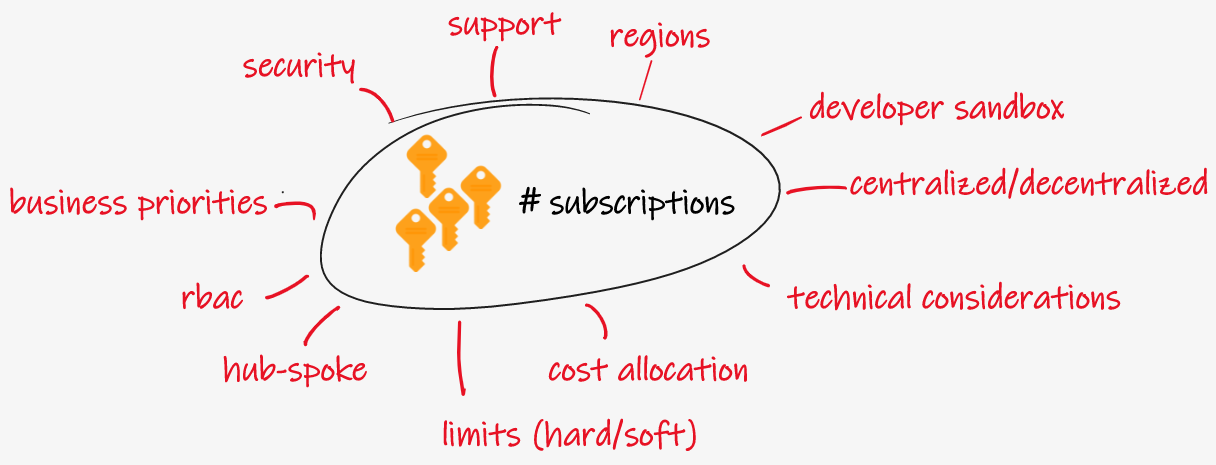 support
regions
security
developer sandbox
centralized/decentralized
business priorities
# subscriptions
rbac
technical considerations
hub-spoke
cost allocation
limits (hard/soft)